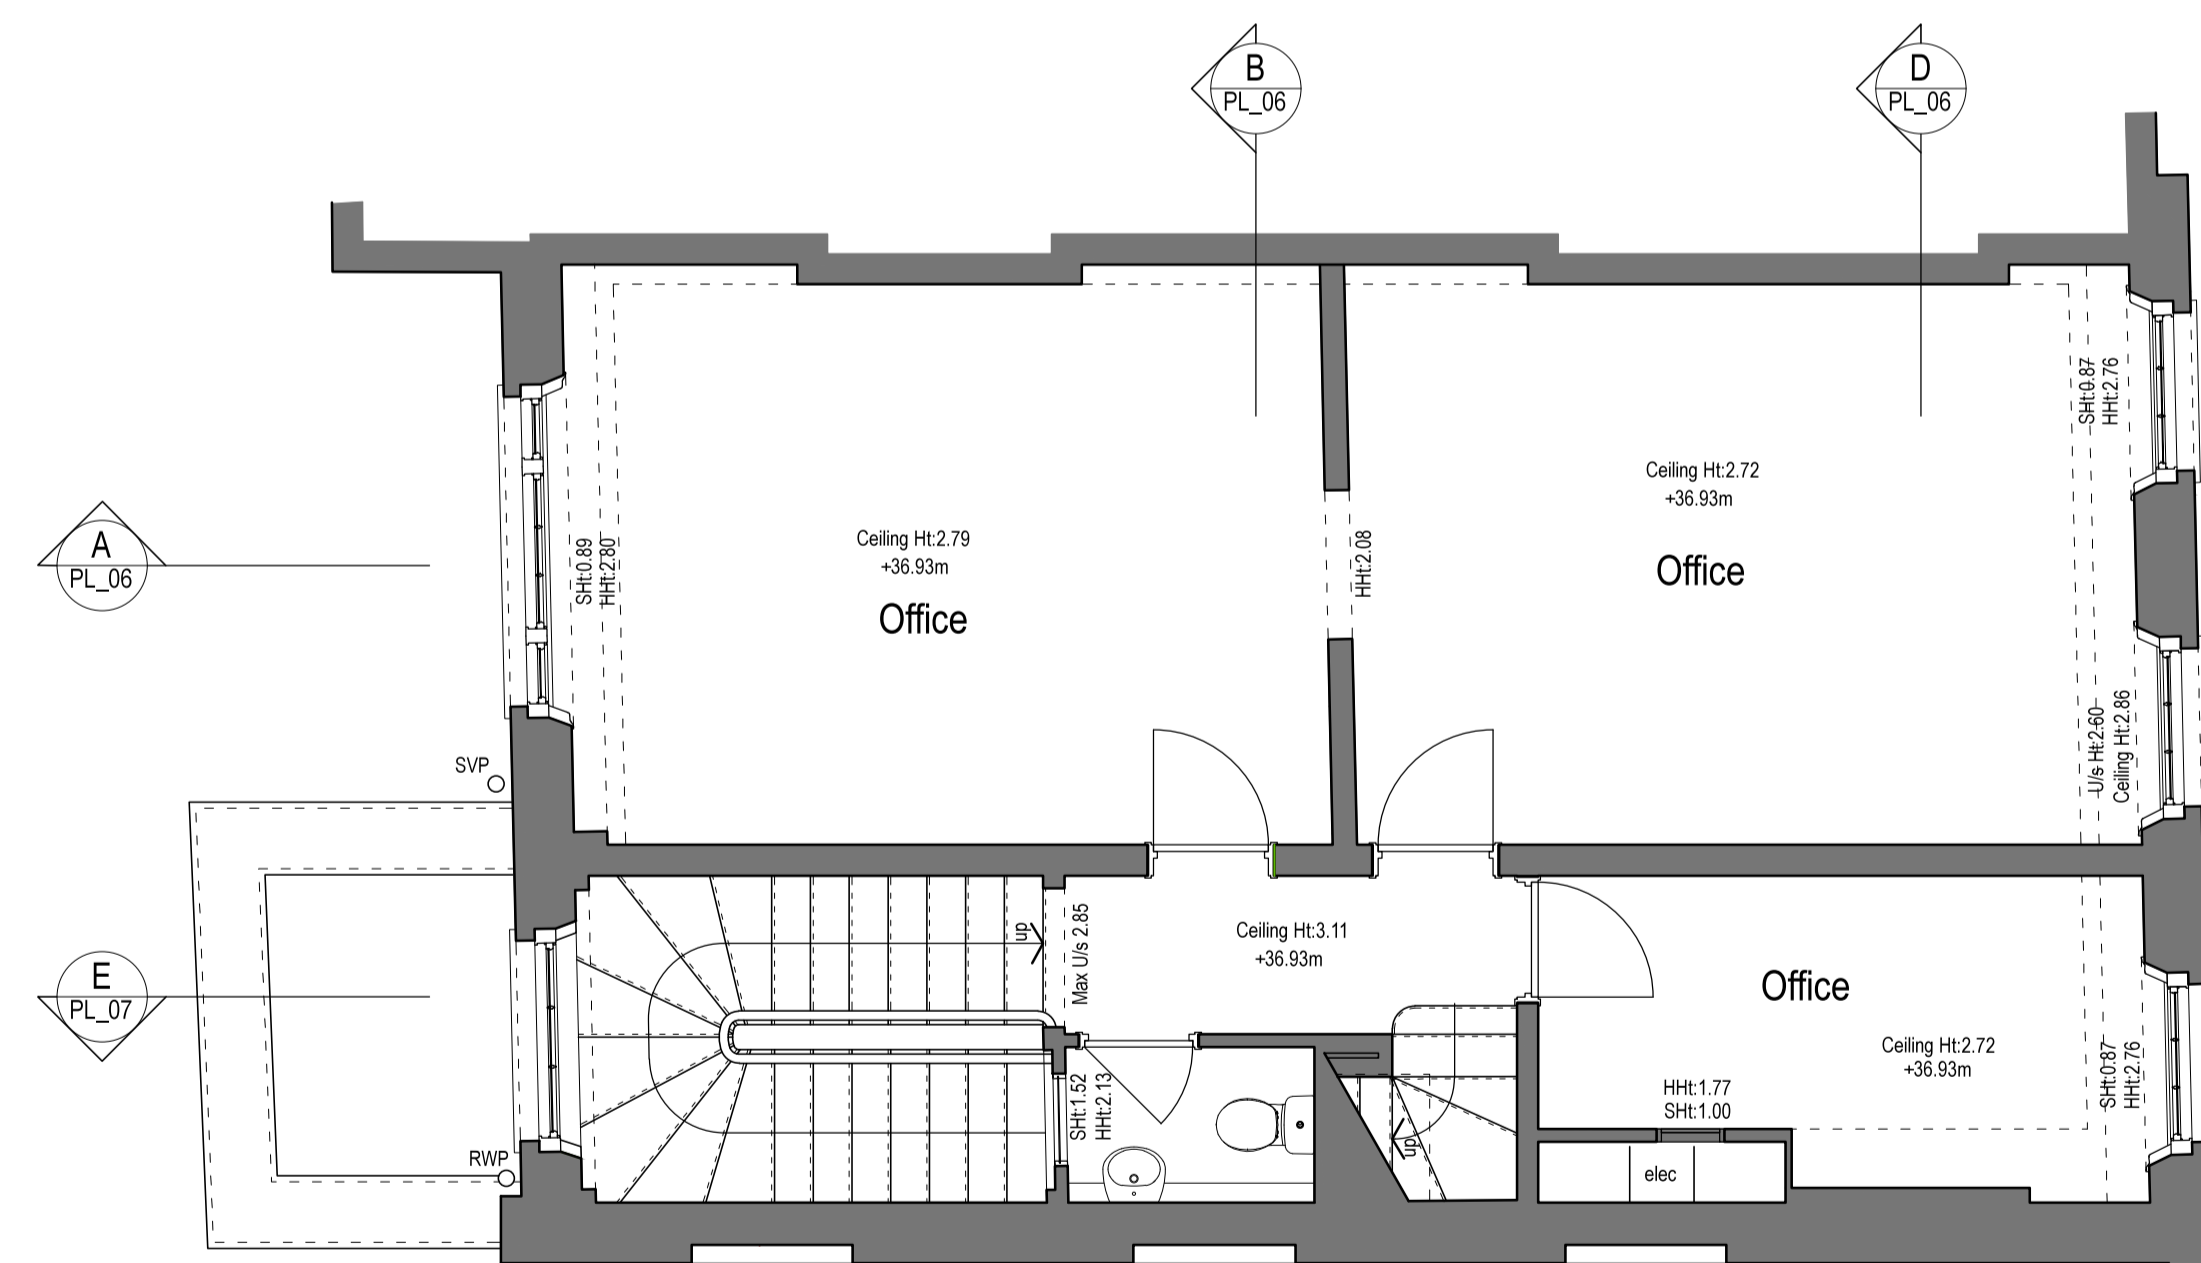 B
PL_06
D
PL_06
A
PL_06
E
PL_07
SHt:0.89
HHt:2.80
Ceiling Ht:2.79
+36.93m
Office
HHt:2.08
Ceiling Ht:2.72
+36.93m
Office
SHt:0.87
HHt:2.76
U/s Ht:2.60
Ceiling Ht:2.86
SVP
RWP
up
Max U/s 2.85
Ceiling Ht:3.11
+36.93m
SHt:1.52
HHt:2.13
up
Office
Ceiling Ht:2.72
+36.93m
HHt:1.77
SHt:1.00
elec
SHt:0.87
HHt:2.76